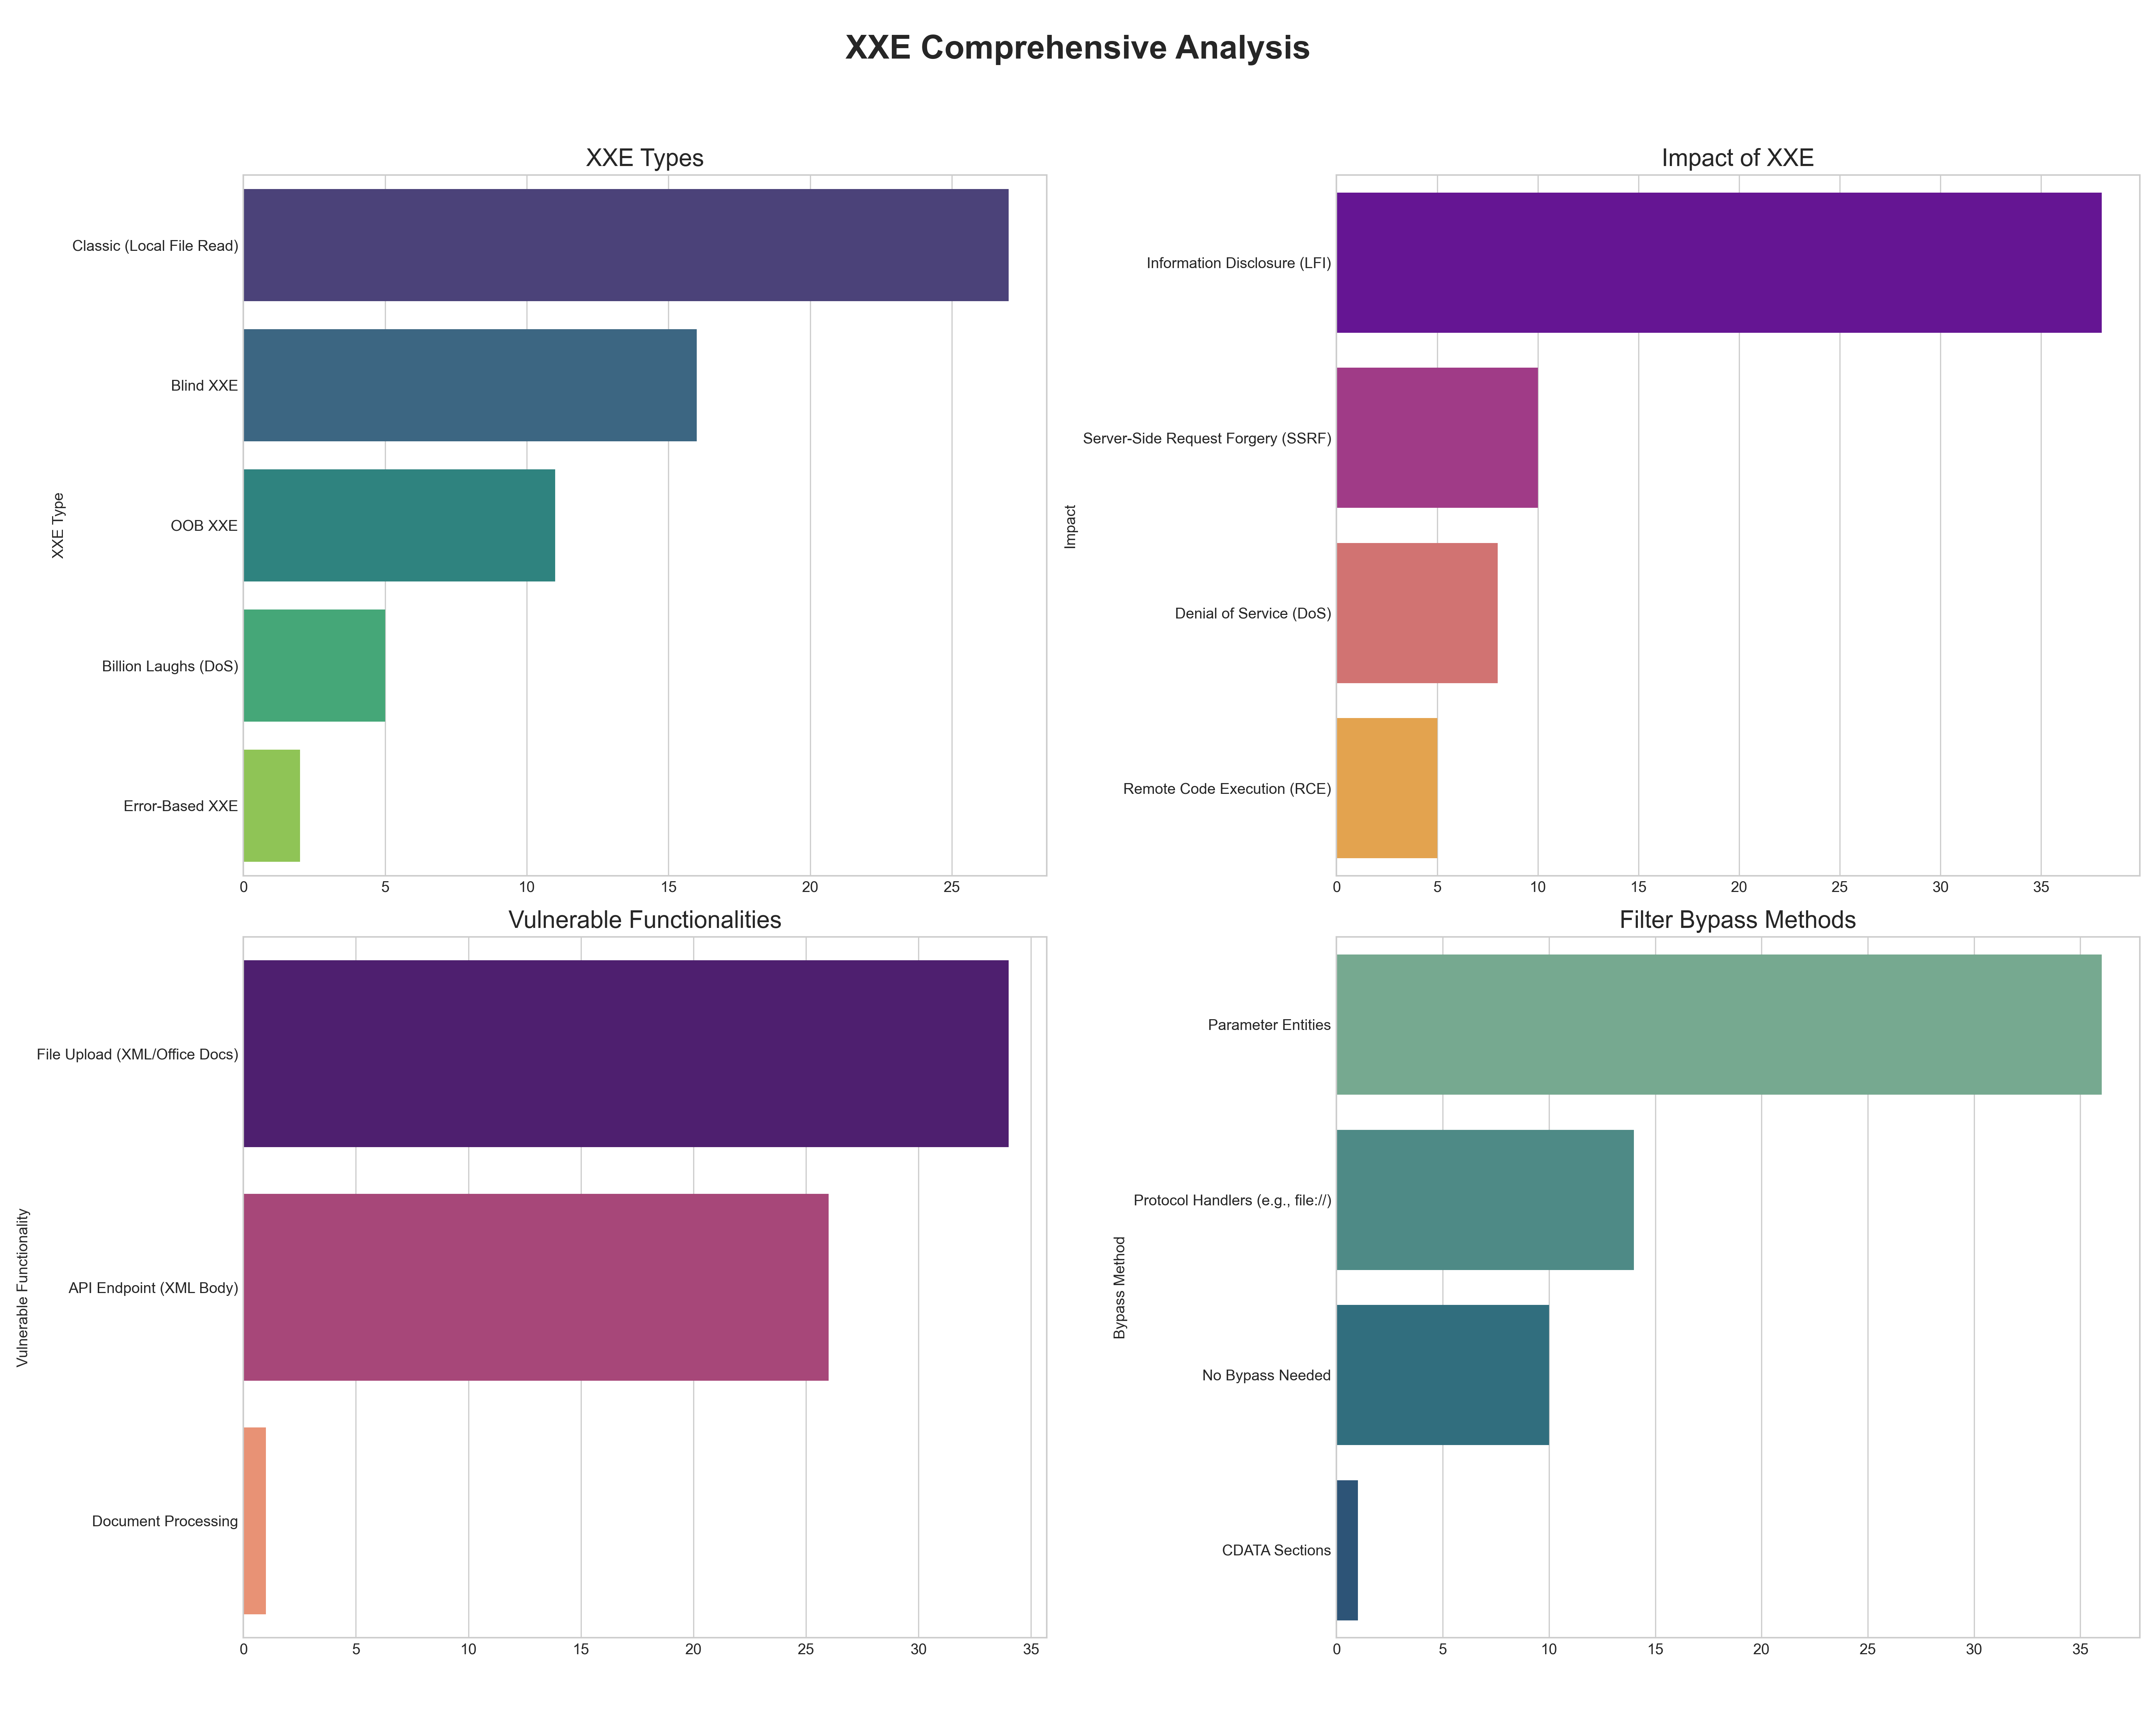 XXE Comprehensive Analysis
XXE Types
XXE Type
Classic (Local File Read)
Blind XXE
OOB XXE
Billion Laughs (DoS)
Error-Based XXE
0 5 10 15 20 25
Impact of XXE
Impact
Information Disclosure (LFI)
Server-Side Request Forgery (SSRF)
Denial of Service (DoS)
Remote Code Execution (RCE)
0 5 10 15 20 25 30 35
Vulnerable Functionalities
Vulnerable Functionality
File Upload (XML/Office Docs)
API Endpoint (XML Body)
Document Processing
0 5 10 15 20 25 30 35
Filter Bypass Methods
Bypass Method
Parameter Entities
Protocol Handlers (e.g., file://)
No Bypass Needed
CDATA Sections
0 5 10 15 20 25 30 35